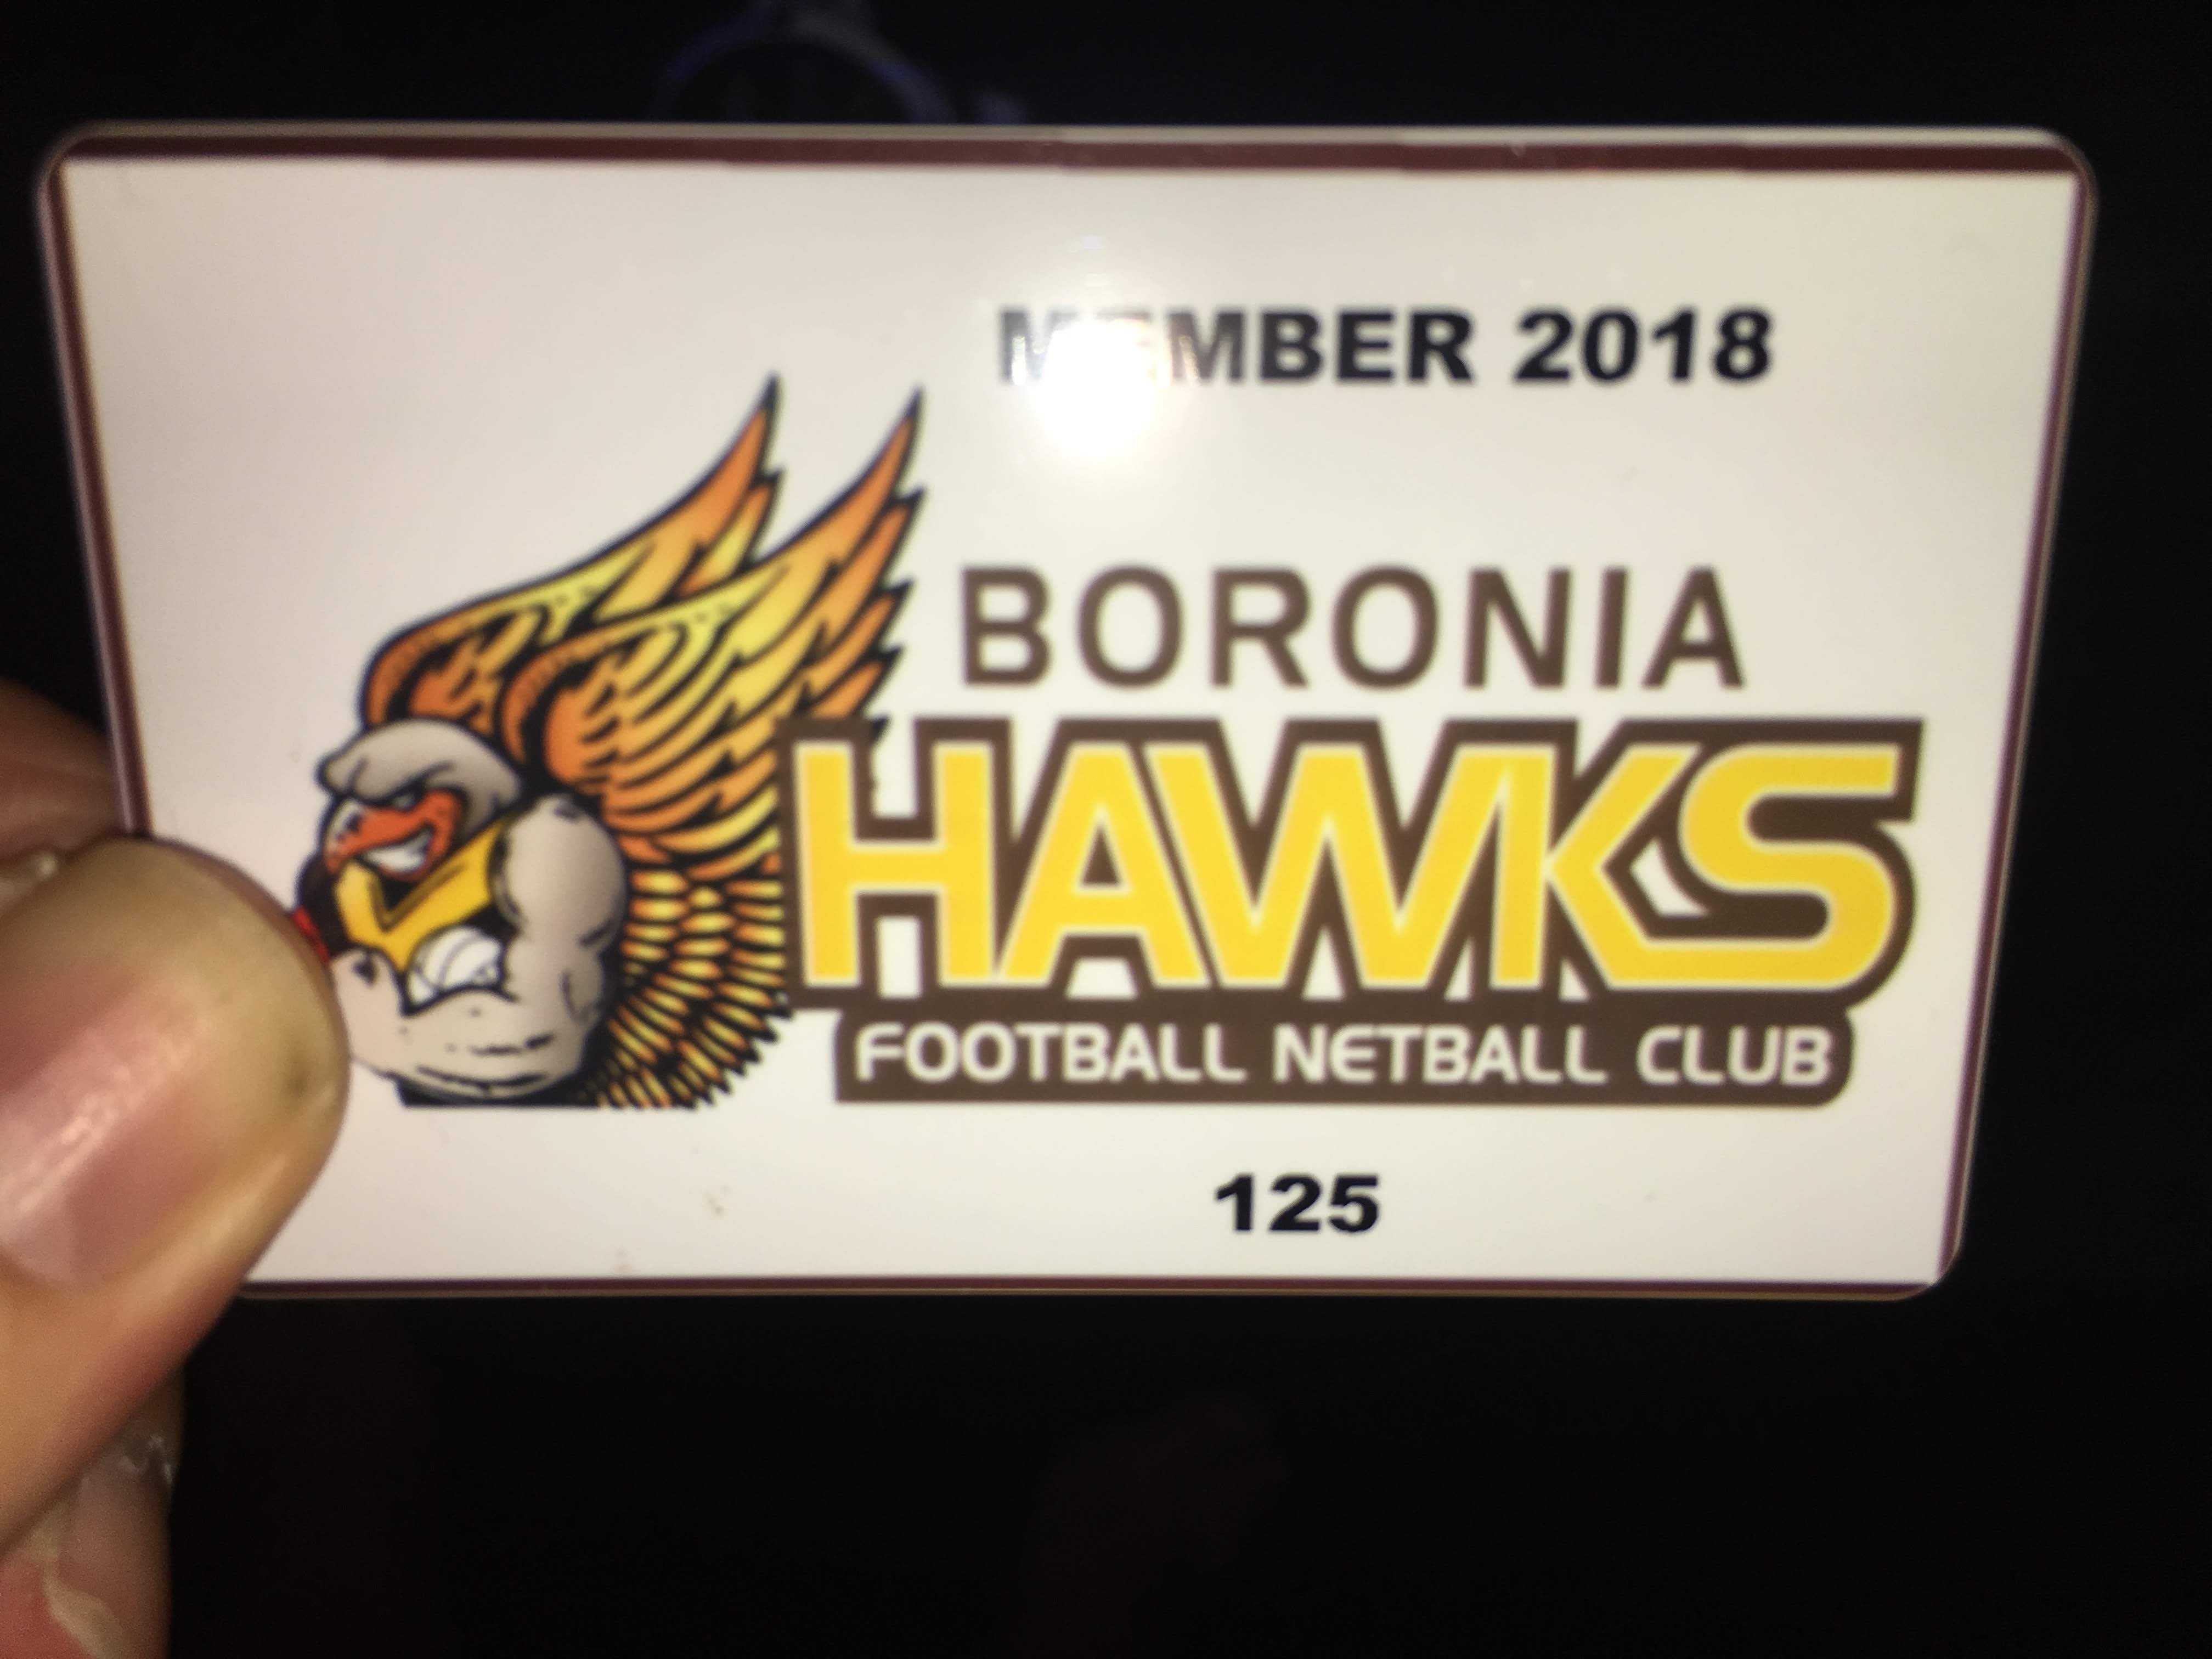 MEMBER 2018
BORONIA
HAWKS
FOOTBALL NETBALL CLUB
125